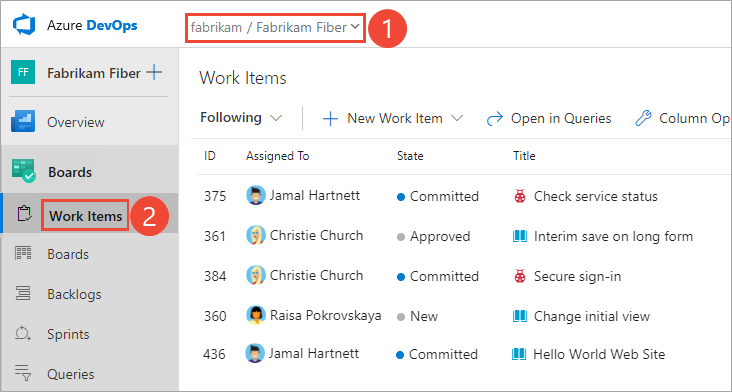 Azure DevOps
fabrikam / Fabrikam Fiber
1
FF Fabrikam Fiber
Overview
Boards
Work Items 2
Boards
Backlogs
Sprints
Queries
Work Items
Following New Work Item Open in Queries Column Op
ID Assigned To State Title
375 Jamal Hartnett Committed Check service status
361 Christie Church Approved Interim save on long form
384 Christie Church Committed Secure sign-in
360 Raisa Pokrovskaya New Change initial view
436 Jamal Hartnett Committed Hello World Web Site